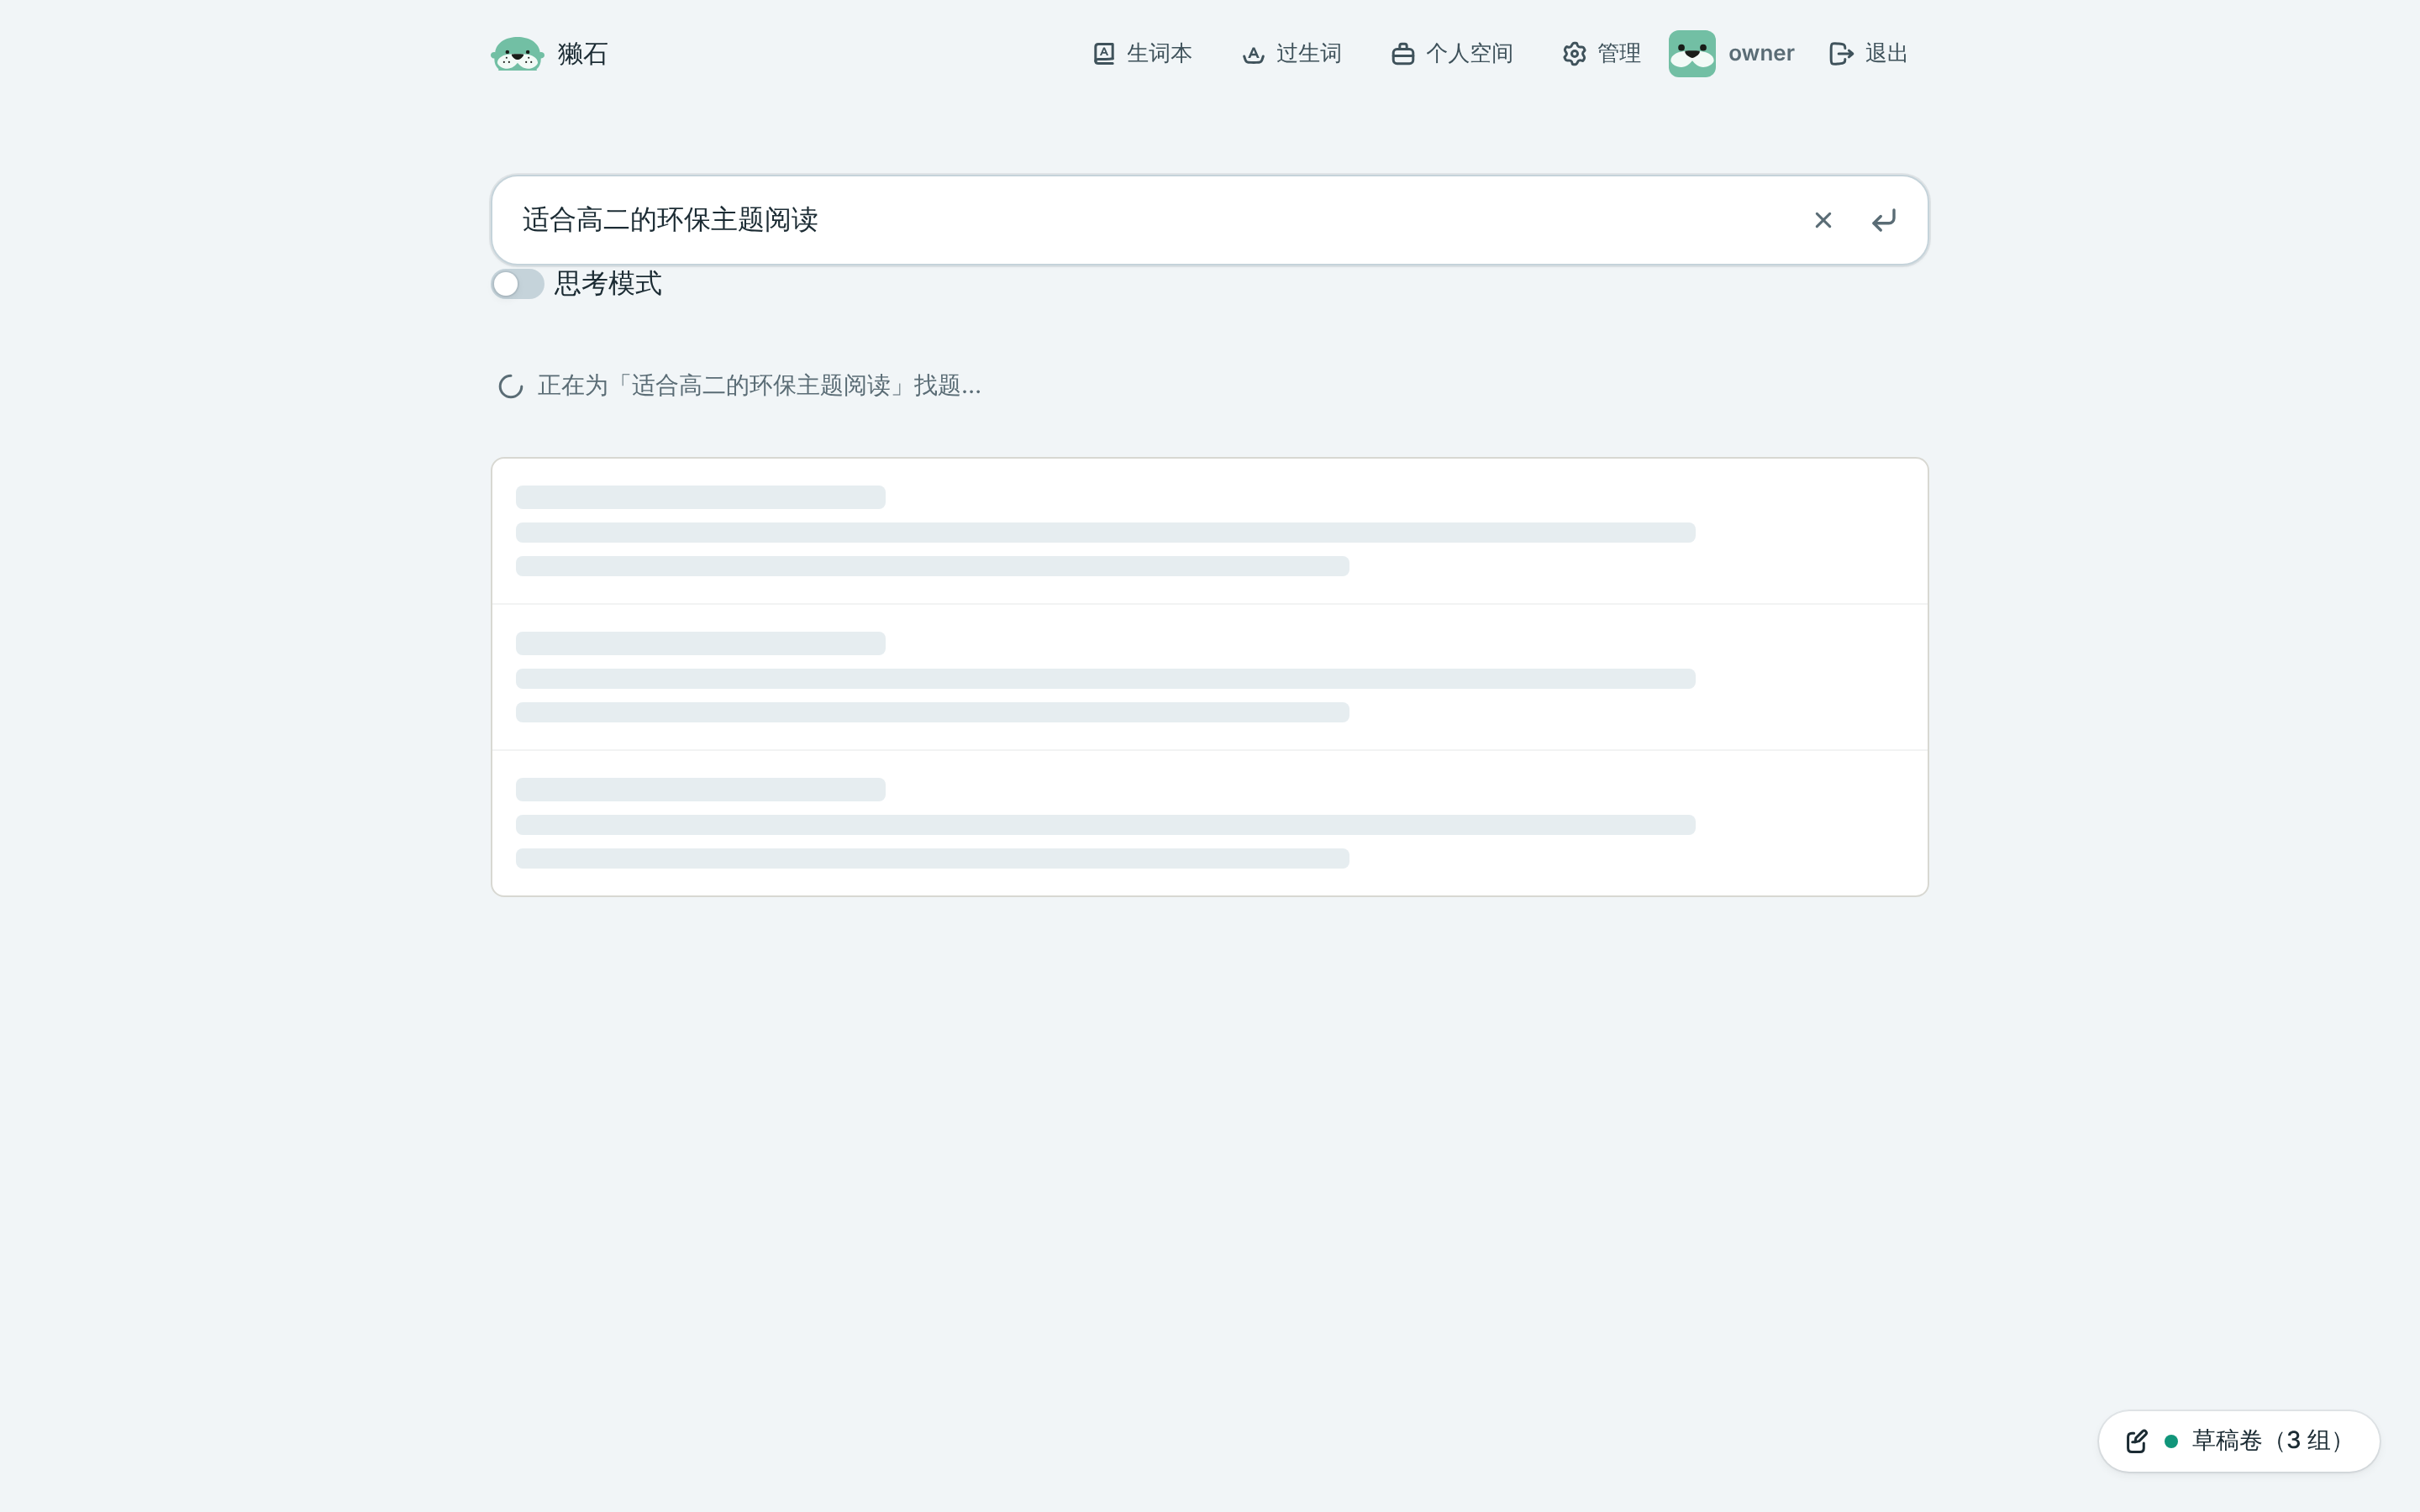 獭石
生词本
过生词
个人空间
管理
owner
退出
适合高二的环保主题阅读
思考模式
正在为「适合高二的环保主题阅读」找题...
草稿卷（3 组）